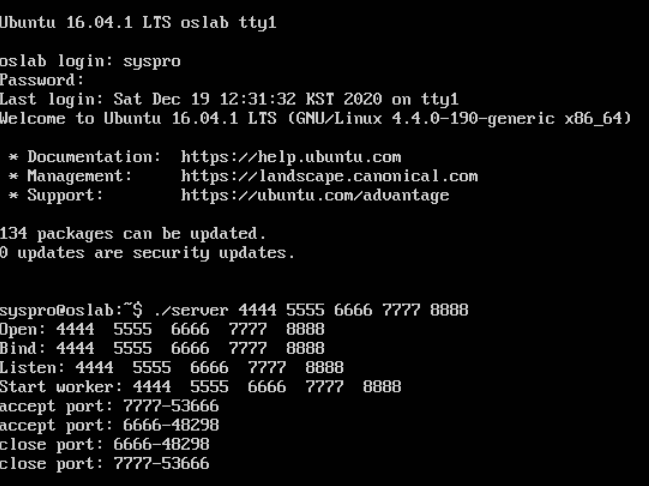 Ubuntu 16.04.1 LTS oslab tty1
oslab login: syspro
Password:
Last login: Sat Dec 19 12:31:32 KST 2020 on tty1
Welcome to Ubuntu 16.04.1 LTS (GNU/Linux 4.4.0-190-generic x86_64)
* Documentation:  https://help.ubuntu.com
* Management:     https://landscape.canonical.com
* Support:        https://ubuntu.com/advantage
134 packages can be updated.
0 updates are security updates.
syspro@oslab:~$ ./server 4444 5555 6666 7777 8888
Open: 4444  5555  6666  7777  8888
Bind: 4444  5555  6666  7777  8888
Listen: 4444  5555  6666  7777  8888
Start worker: 4444  5555  6666  7777  8888
accept port: 7777-53666
accept port: 6666-48298
close port: 6666-48298
close port: 7777-53666